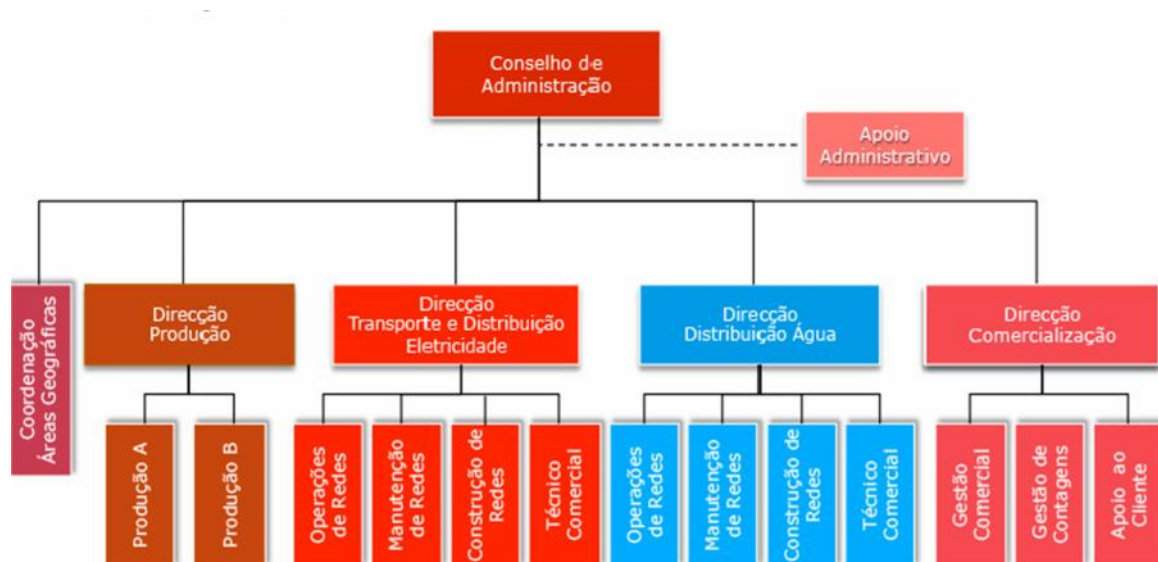 Conselho de
Administração
Apoio
Administrativo
Coordenação
Áreas Geográficas
Direcção
Produção
Direcção
Transporte e Distribuição
Eletricidade
Direcção
Distribuição Água
Direcção
Comercialização
Produção A
Produção B
Operações
de Redes
Manutenção
de Redes
Construção de
Redes
Técnico
Comercial
Operações
de Redes
Manutenção
de Redes
Construção de
Redes
Técnico
Comercial
Gestão
Comercial
Gestão de
Contagens
Apoio ao
Cliente